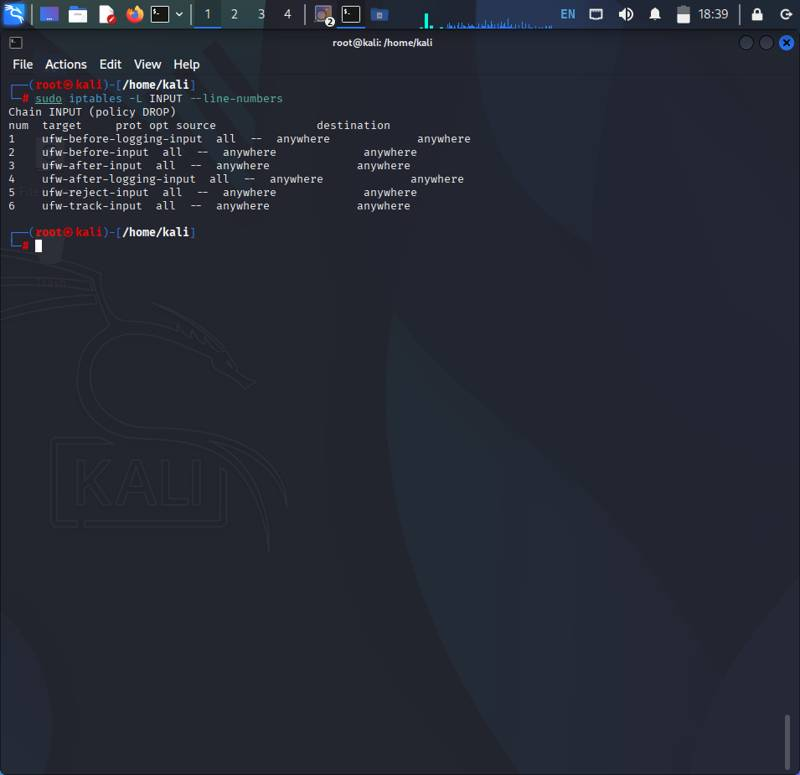 1 2 3 4 2 EN 18:39
root@kali: /home/kali
File Actions Edit View Help
┌──(root㉿kali)-[/home/kali]
└─# sudo iptables -L INPUT --line-numbers
Chain INPUT (policy DROP)
num  target     prot opt source               destination
1    ufw-before-logging-input  all  --  anywhere             anywhere
2    ufw-before-input  all  --  anywhere             anywhere
3    ufw-after-input  all  --  anywhere             anywhere
4    ufw-after-logging-input  all  --  anywhere             anywhere
5    ufw-reject-input  all  --  anywhere             anywhere
6    ufw-track-input  all  --  anywhere             anywhere
┌──(root㉿kali)-[/home/kali]
└─#
Trash
KALI